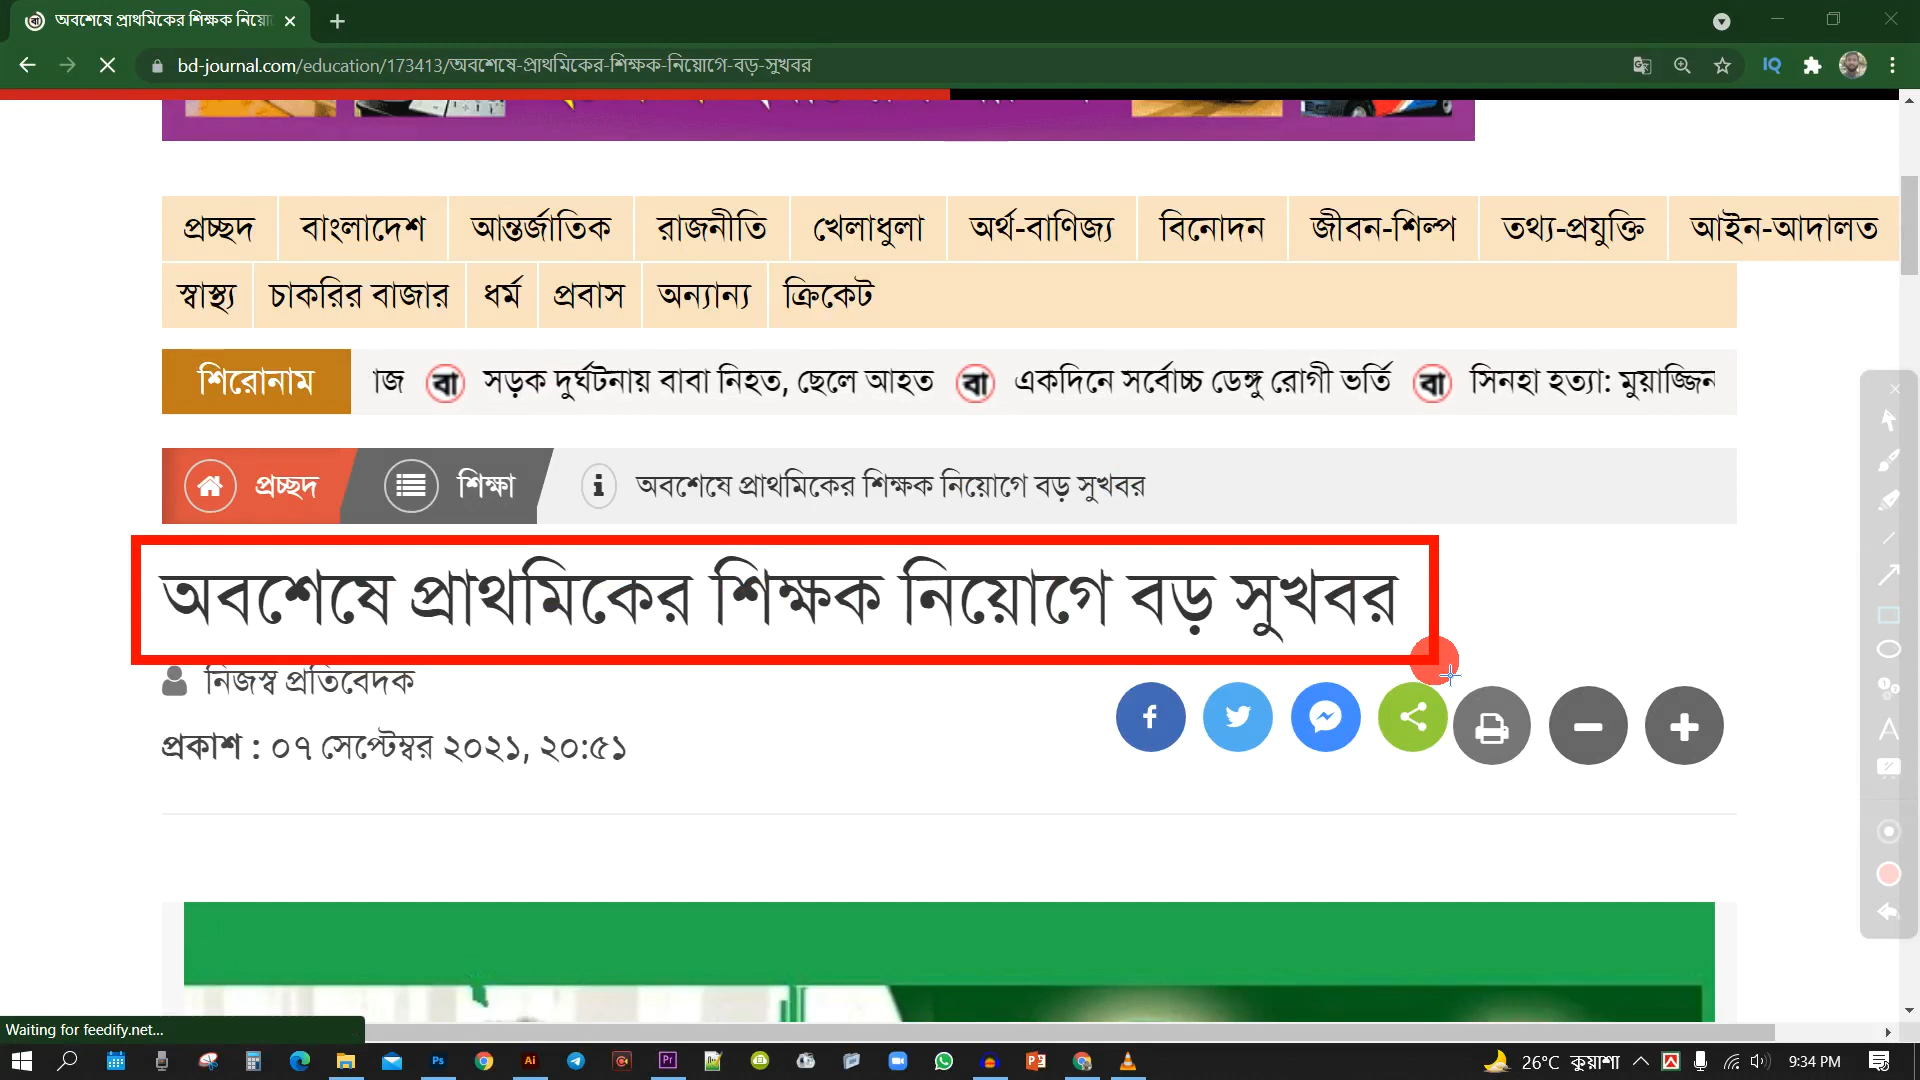 অবশেষে প্রাথমিকের শিক্ষক নিয়ো
bd-journal.com/education/173413/অবশেষে-প্রাথমিকের-শিক্ষক-নিয়োগে-বড়-সুখবর
IQ
প্রচ্ছদ বাংলাদেশ আন্তর্জাতিক রাজনীতি খেলাধুলা অর্থ-বাণিজ্য বিনোদন জীবন-শিল্প তথ্য-প্রযুক্তি আইন-আদালত
স্বাস্থ্য চাকরির বাজার ধর্ম প্রবাস অন্যান্য ক্রিকেট
শিরোনাম াজ বা সড়ক দুর্ঘটনায় বাবা নিহত, ছেলে আহত বা একদিনে সর্বোচ্চ ডেঙ্গু রোগী ভর্তি বা সিনহা হত্যা: মুয়াজ্জিন
প্রচ্ছদ শিক্ষা অবশেষে প্রাথমিকের শিক্ষক নিয়োগে বড় সুখবর
অবশেষে প্রাথমিকের শিক্ষক নিয়োগে বড় সুখবর
নিজস্ব প্রতিবেদক
প্রকাশ : ০৭ সেপ্টেম্বর ২০২১, ২০:৫১
Waiting for feedify.net...
26°C কুয়াশা 9:34 PM